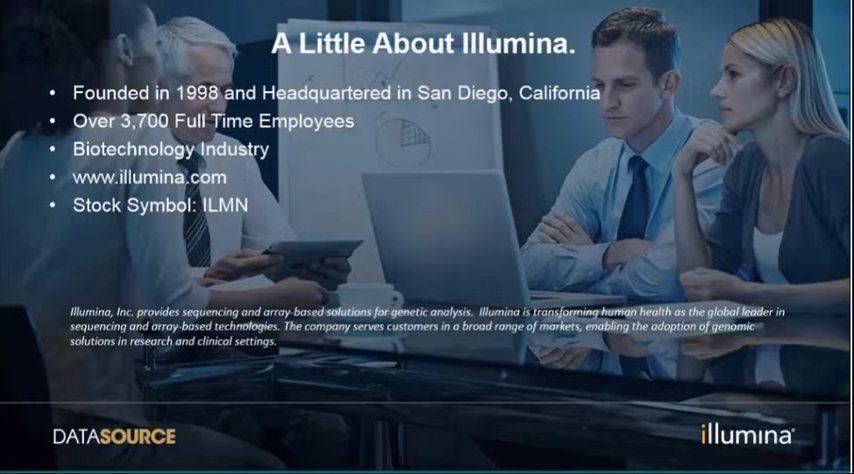 A Little About Illumina.
• Founded in 1998 and Headquartered in San Diego, California
• Over 3,700 Full Time Employees
• Biotechnology Industry
• www.illumina.com
• Stock Symbol: ILMN
Illumina, Inc. provides sequencing and array-based solutions for genetic analysis. Illumina is transforming human health as the global leader in
sequencing and array-based technologies. The company serves customers in a broad range of markets, enabling the adoption of genomic
solutions in research and clinical settings.
DATASOURCE
illumina®